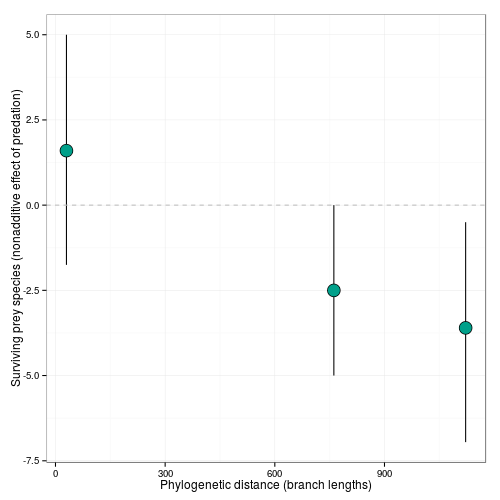 Surviving prey species (nonadditive effect of predation)
5.0
2.5
0.0
-2.5
-5.0
-7.5
0 300 600 900
Phylogenetic distance (branch lengths)